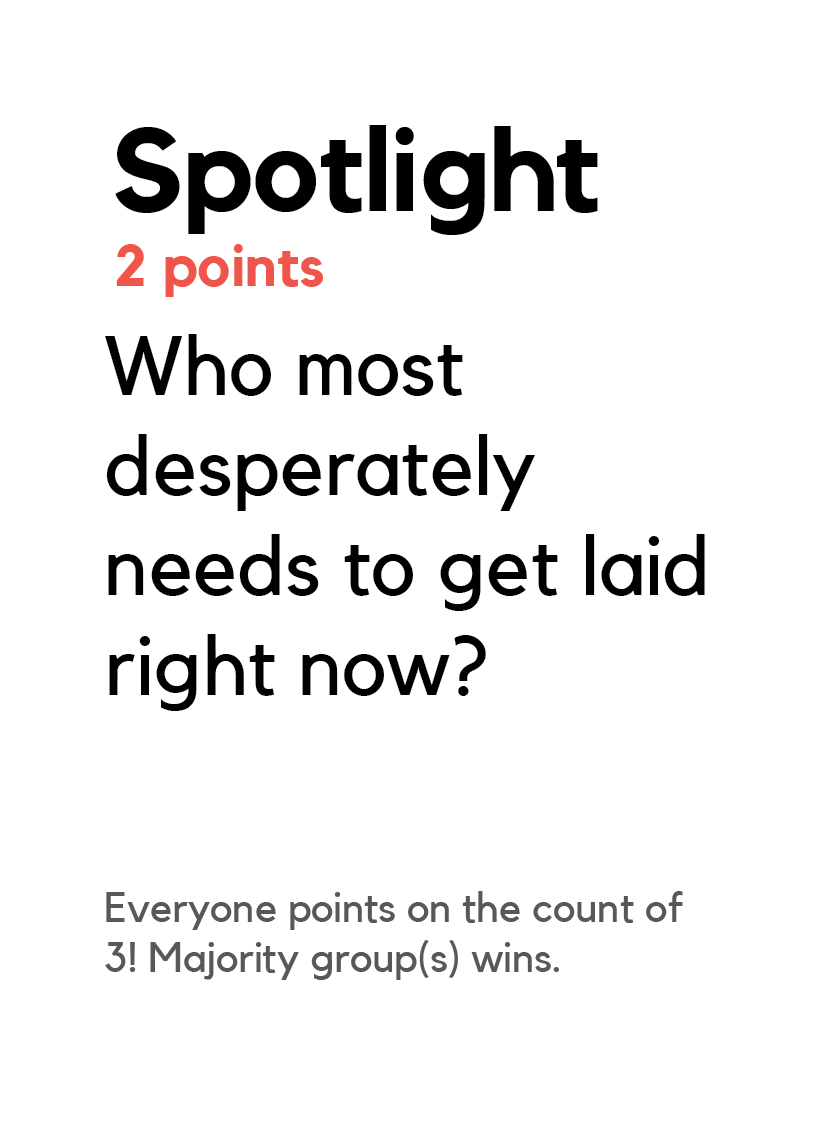 Spotlight
2 points
Who most
desperately
needs to get laid
right now?
Everyone points on the count of
3! Majority group(s) wins.